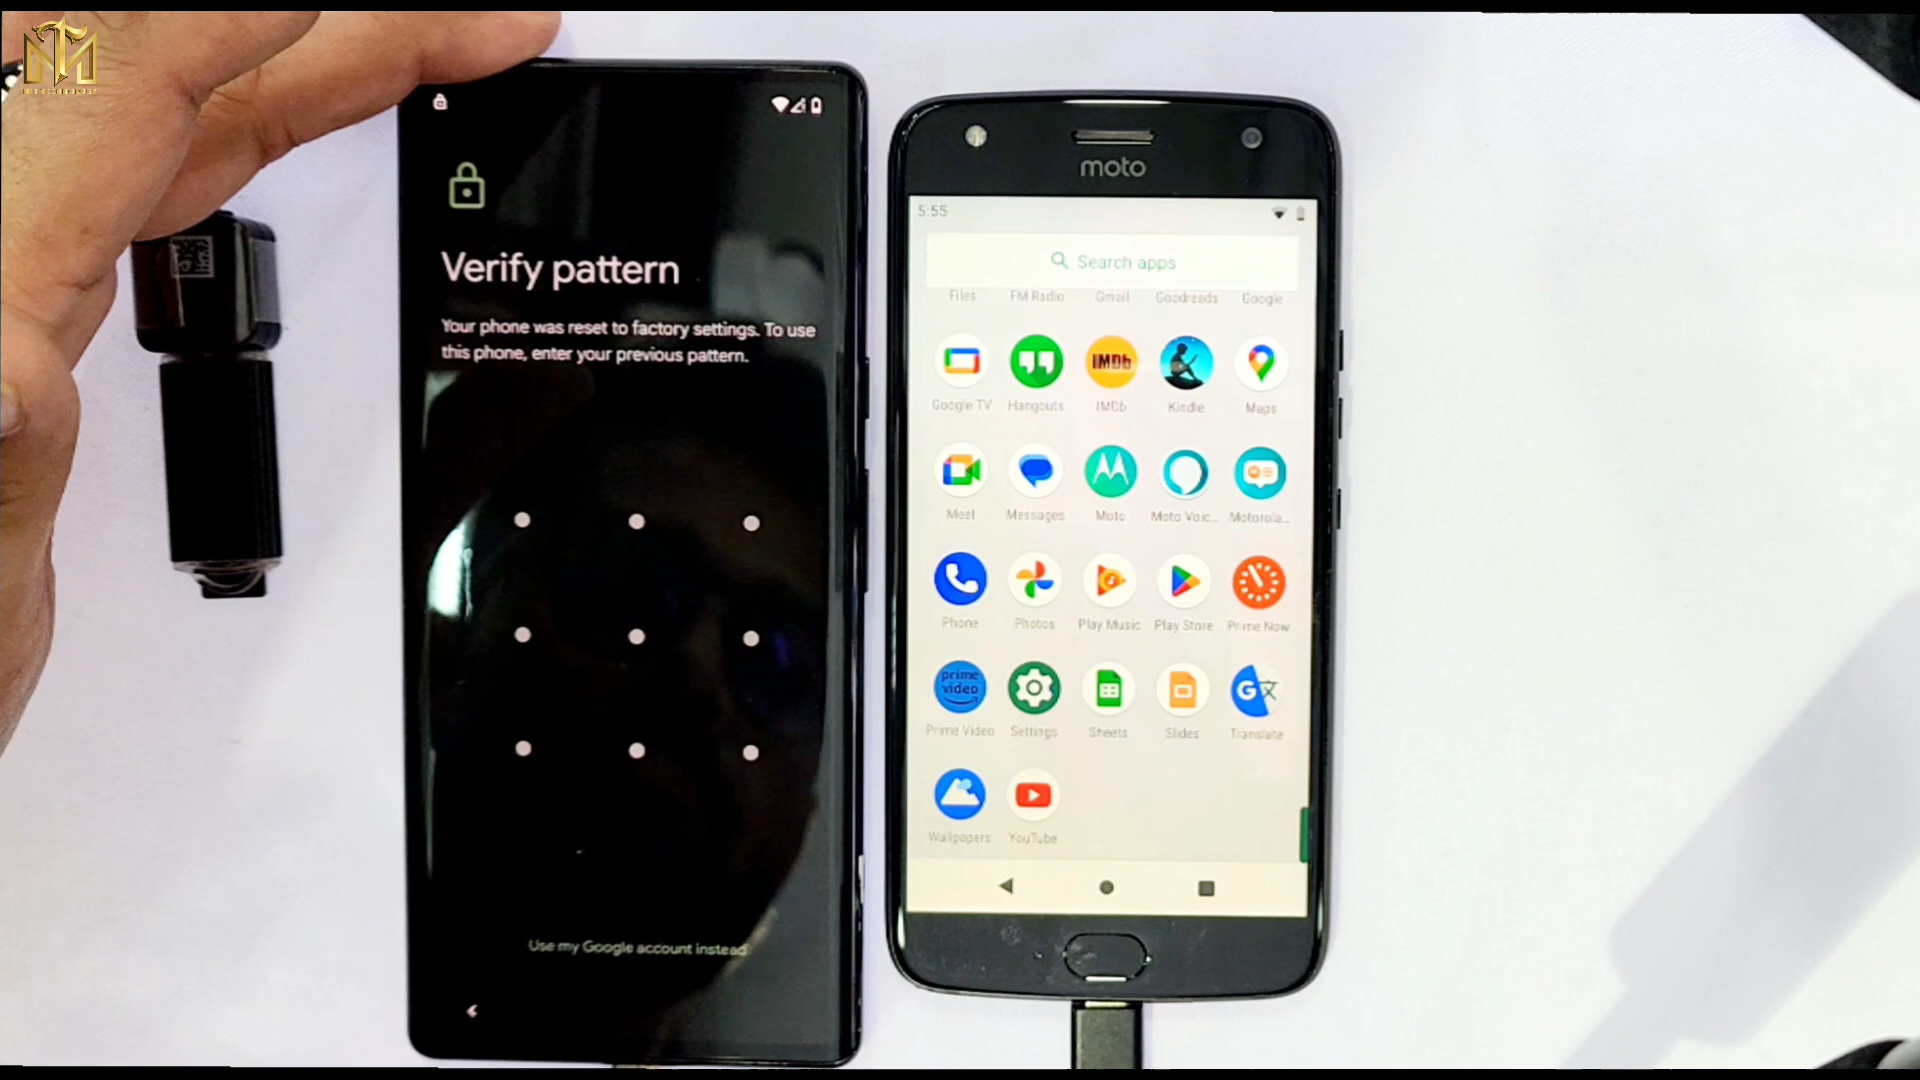 Verify pattern
Your phone was reset to factory settings. To use
this phone, enter your previous pattern.
Use my Google account instead
moto
5:55
Search apps
Files FM Radio Gmail Goodreads Google
IMDb
Google TV Hangouts IMDb Kindle Maps
Meet Messages Moto Moto Voic... Motorola...
Phone Photos Play Music Play Store Prime Now
prime
video
G
Prime Video Settings Sheets Slides Translate
Wallpapers YouTube